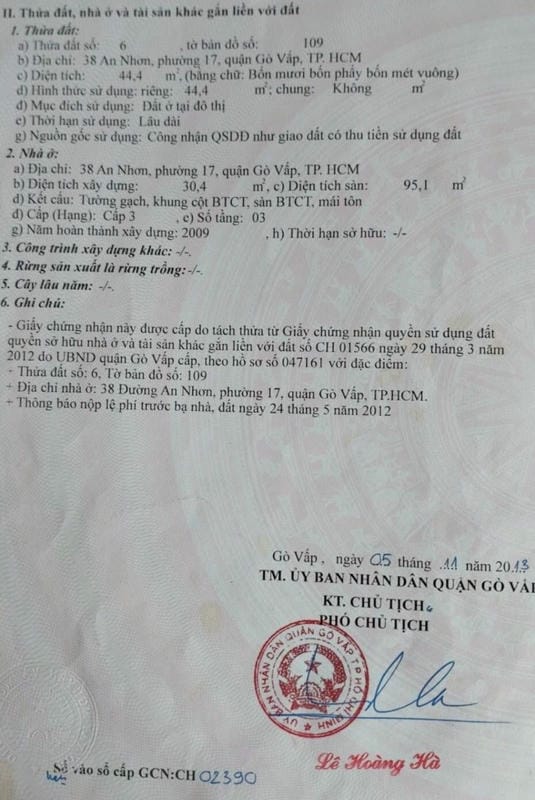 II. Thửa đất, nhà ở và tài sản khác gắn liền với đất
1. Thửa đất:
a) Thửa đất số: 6 , tờ bản đồ số: 109
b) Địa chỉ: 38 An Nhơn, phường 17, quận Gò Vấp, TP. HCM
c) Diện tích: 44,4 m², (bằng chữ: Bốn mươi bốn phẩy bốn mét vuông)
d) Hình thức sử dụng: riêng: 44,4 m²; chung: Không m²
đ) Mục đích sử dụng: Đất ở tại đô thị
e) Thời hạn sử dụng: Lâu dài
g) Nguồn gốc sử dụng: Công nhận QSDĐ như giao đất có thu tiền sử dụng đất
2. Nhà ở:
a) Địa chỉ: 38 An Nhơn, phường 17, quận Gò Vấp, TP. HCM
b) Diện tích xây dựng: 30,4 m², c) Diện tích sàn: 95,1 m²
d) Kết cấu: Tường gạch, khung cột BTCT, sàn BTCT, mái tôn
đ) Cấp (Hạng): Cấp 3 , e) Số tầng: 03
g) Năm hoàn thành xây dựng: 2009 , h) Thời hạn sở hữu: -/-
3. Công trình xây dựng khác: -/-.
4. Rừng sản xuất là rừng trồng: -/-.
5. Cây lâu năm: -/-.
6. Ghi chú:
- Giấy chứng nhận này được cấp do tách thửa từ Giấy chứng nhận quyền sử dụng đất
quyền sở hữu nhà ở và tài sản khác gắn liền với đất số CH 01566 ngày 29 tháng 3 năm
2012 do UBND quận Gò Vấp cấp, theo hồ sơ số 047161 với đặc điểm:
+ Thửa đất số: 6, Tờ bản đồ số: 109
+ Địa chỉ nhà ở: 38 Đường An Nhơn, phường 17, quận Gò Vấp, TP.HCM.
+ Thông báo nộp lệ phí trước bạ nhà, đất ngày 24 tháng 5 năm 2012
Gò Vấp , ngày 05 tháng .11 năm 2013
TM. ỦY BAN NHÂN DÂN QUẬN GÒ VẤP
KT. CHỦ TỊCH
PHÓ CHỦ TỊCH
ỦY BAN NHÂN DÂN QUẬN GÒ VẤP T.P HỒ CHÍ MINH
Lê Hoàng Hà
Số vào sổ cấp GCN:CH 02390